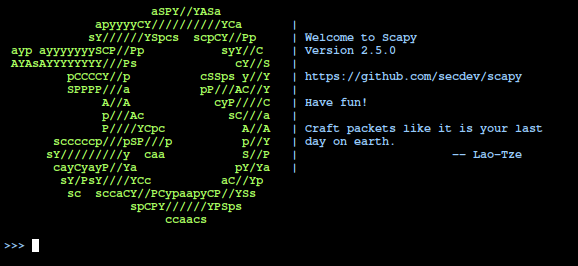 aSPY//YASa
             apyyyyCY//////////YCa       |
            sY//////YSpcs  scpCY//Pp     | Welcome to Scapy
 ayp ayyyyyyySCP//Pp           syY//C    | Version 2.5.0
 AYAsAYYYYYYYY///Ps              cY//S   |
         pCCCCY//p          cSSps y//Y   | https://github.com/secdev/scapy
         SPPPP///a          pP///AC//Y   |
              A//A            cyP////C   | Have fun!
              p///Ac            sC///a   |
              P////YCpc           A//A   | Craft packets like it is your last
       scccccp///pSP///p          p//Y   | day on earth.
      sY/////////y  caa           S//P   |                      -- Lao-Tze
       cayCyayP//Ya              pY/Ya   |
        sY/PsY////YCc          aC//Yp
         sc  sccaCY//PCypaapyCP//YSs
                  spCPY//////YPSps
                       ccaacs
>>>